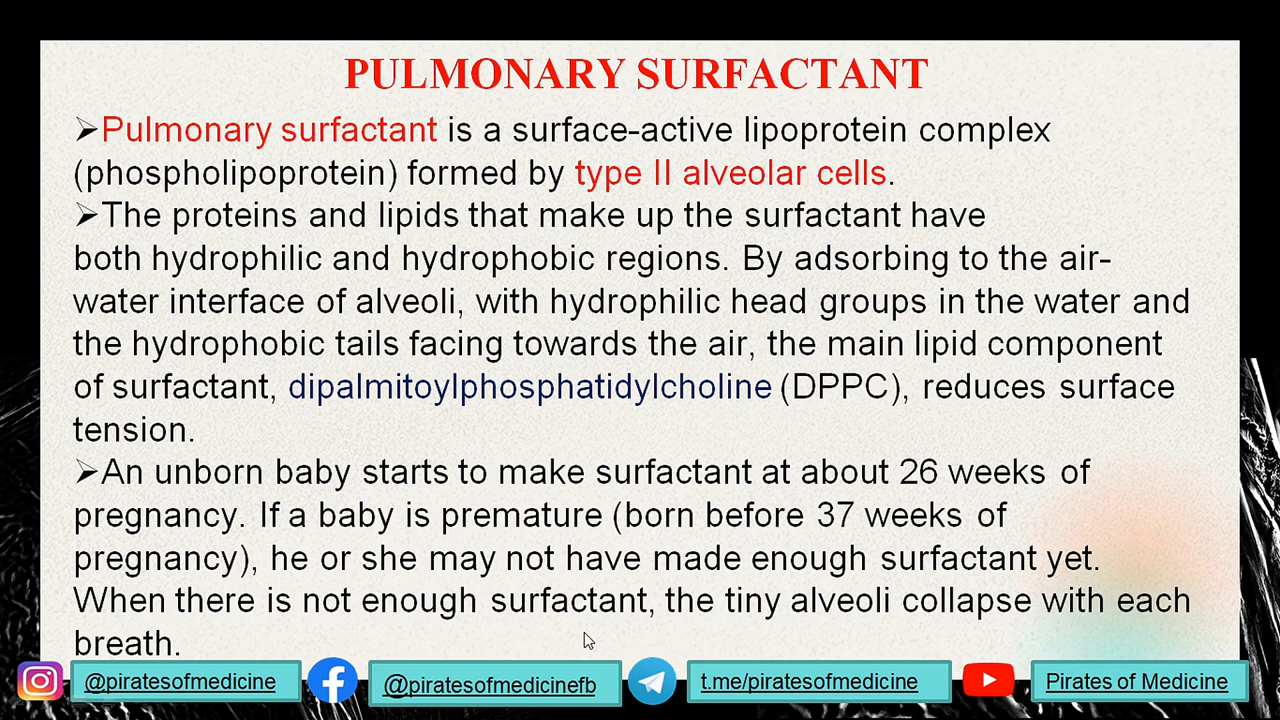 PULMONARY SURFACTANT
➢Pulmonary surfactant is a surface-active lipoprotein complex
(phospholipoprotein) formed by type II alveolar cells.
➢The proteins and lipids that make up the surfactant have
both hydrophilic and hydrophobic regions. By adsorbing to the air-
water interface of alveoli, with hydrophilic head groups in the water and
the hydrophobic tails facing towards the air, the main lipid component
of surfactant, dipalmitoylphosphatidylcholine (DPPC), reduces surface
tension.
➢An unborn baby starts to make surfactant at about 26 weeks of
pregnancy. If a baby is premature (born before 37 weeks of
pregnancy), he or she may not have made enough surfactant yet.
When there is not enough surfactant, the tiny alveoli collapse with each
breath.
@piratesofmedicine
@piratesofmedicinefb
t.me/piratesofmedicine
Pirates of Medicine